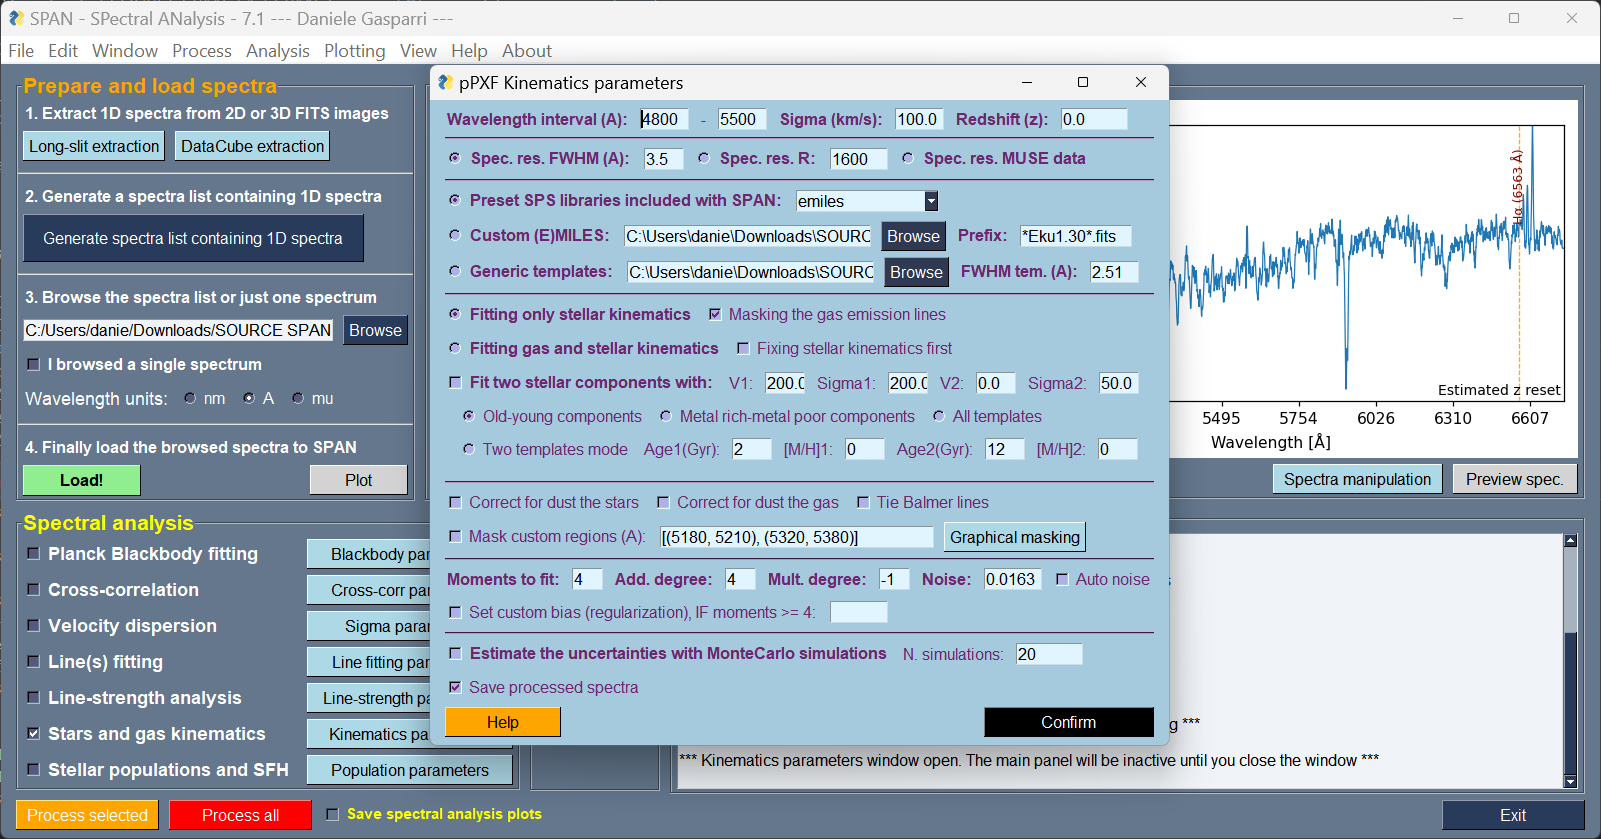 SPAN - SPectral ANalysis - 7.1 --- Daniele Gasparri ---
File Edit Window Process Analysis Plotting View Help About
Prepare and load spectra
1. Extract 1D spectra from 2D or 3D FITS images
Long-slit extraction DataCube extraction
2. Generate a spectra list containing 1D spectra
Generate spectra list containing 1D spectra
3. Browse the spectra list or just one spectrum
C:/Users/danie/Downloads/SOURCE SPAN Browse
I browsed a single spectrum
Wavelength units: nm A mu
4. Finally load the browsed spectra to SPAN
Load! Plot
Spectral analysis
Planck Blackbody fitting Blackbody par
Cross-correlation Cross-corr par
Velocity dispersion Sigma para
Line(s) fitting Line fitting par
Line-strength analysis Line-strength pa
Stars and gas kinematics Kinematics pa
Stellar populations and SFH Population parameters
Process selected Process all Save spectral analysis plots
pPXF Kinematics parameters
Wavelength interval (A): 4800 - 5500 Sigma (km/s): 100.0 Redshift (z): 0.0
Spec. res. FWHM (A): 3.5 Spec. res. R: 1600 Spec. res. MUSE data
Preset SPS libraries included with SPAN: emiles
Custom (E)MILES: C:\Users\danie\Downloads\SOURC Browse Prefix: *Eku1.30*.fits
Generic templates: C:\Users\danie\Downloads\SOURC Browse FWHM tem. (A): 2.51
Fitting only stellar kinematics Masking the gas emission lines
Fitting gas and stellar kinematics Fixing stellar kinematics first
Fit two stellar components with: V1: 200.0 Sigma1: 200.0 V2: 0.0 Sigma2: 50.0
Old-young components Metal rich-metal poor components All templates
Two templates mode Age1(Gyr): 2 [M/H]1: 0 Age2(Gyr): 12 [M/H]2: 0
Correct for dust the stars Correct for dust the gas Tie Balmer lines
Mask custom regions (A): [(5180, 5210), (5320, 5380)] Graphical masking
Moments to fit: 4 Add. degree: 4 Mult. degree: -1 Noise: 0.0163 Auto noise
Set custom bias (regularization), IF moments >= 4:
Estimate the uncertainties with MonteCarlo simulations N. simulations: 20
Save processed spectra
Help Confirm
Hα (6563 Å)
Estimated z reset
5495 5754 6026 6310 6607
Wavelength [Å]
Spectra manipulation Preview spec.
s
g ***
*** Kinematics parameters window open. The main panel will be inactive until you close the window ***
Exit